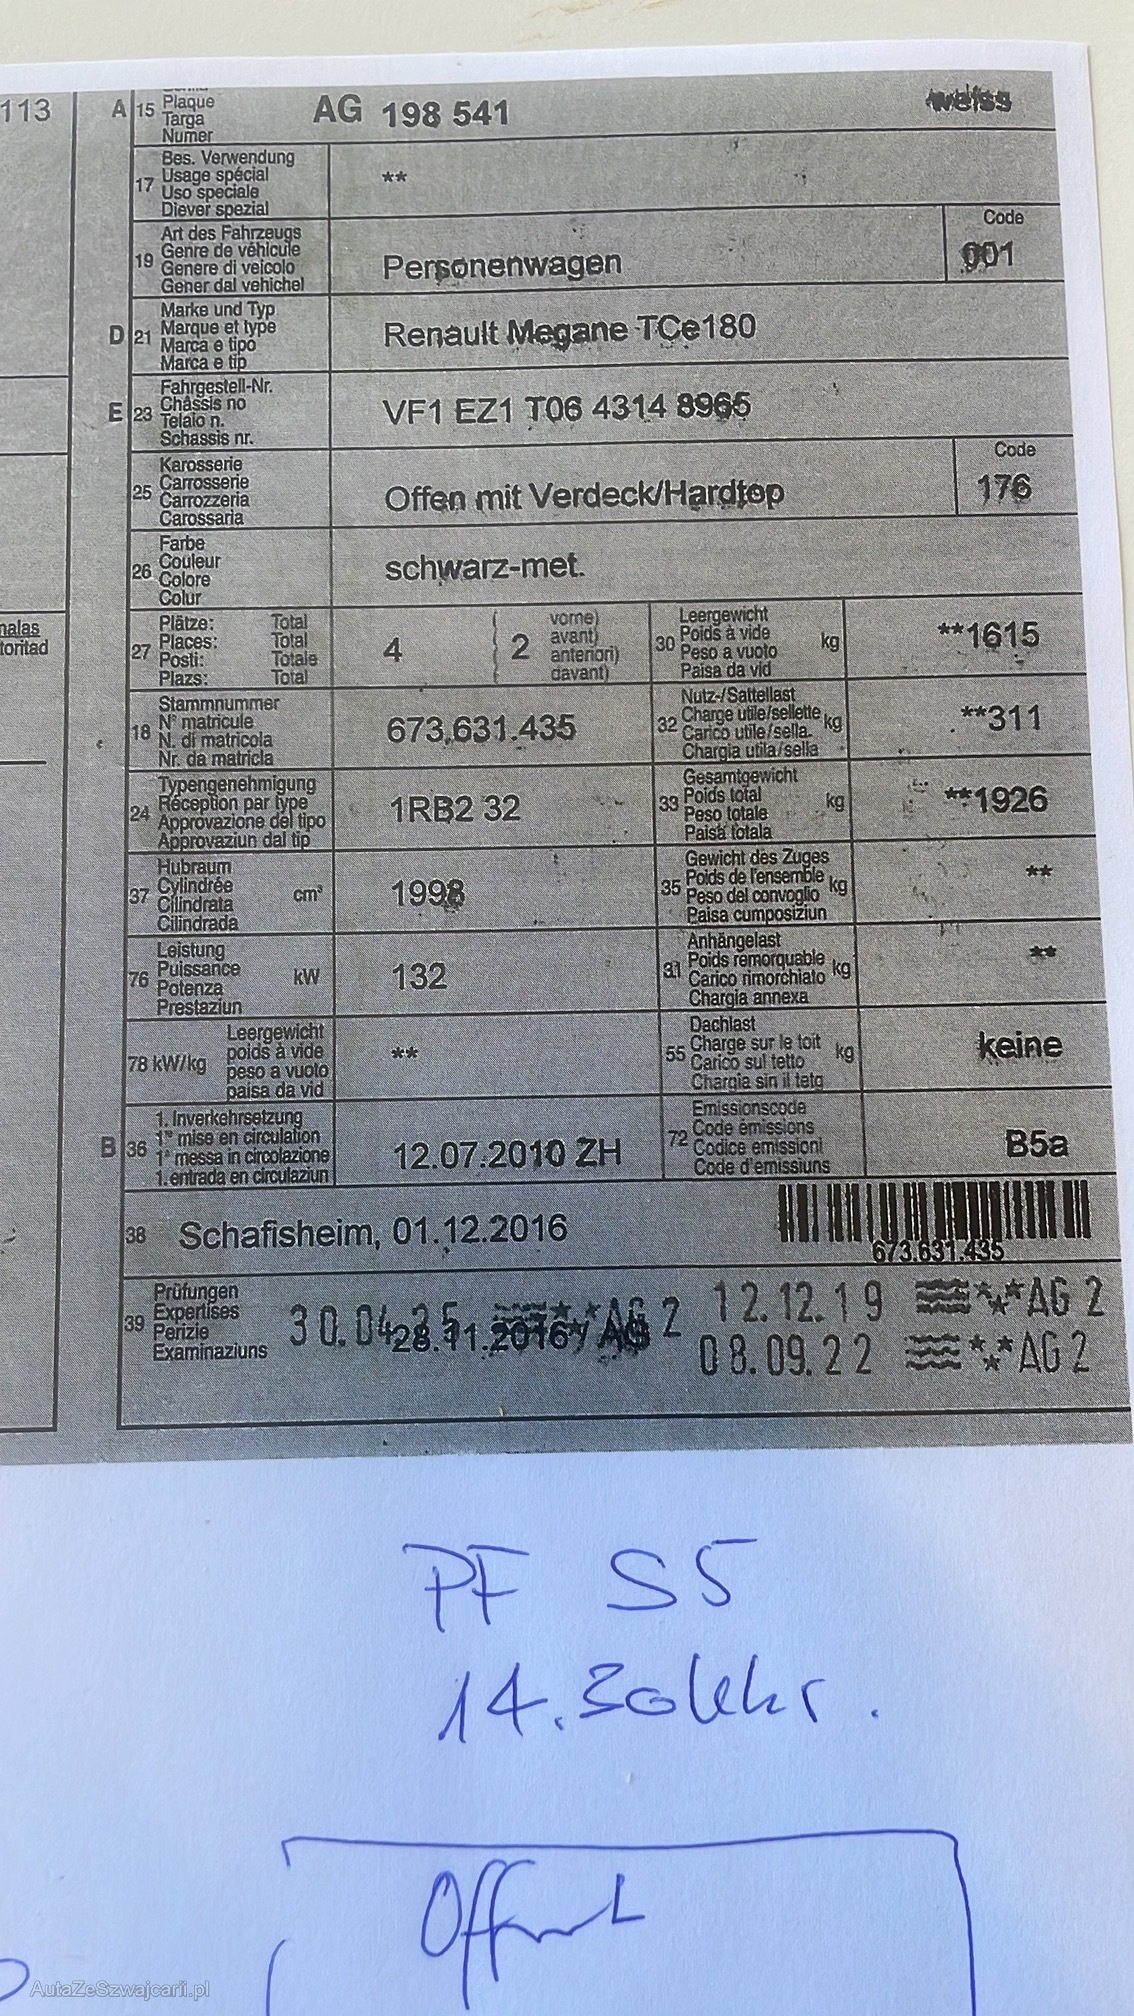 113
A 15 Plaque
Targa
Numer
AG 198 541
weiss
17 Bes. Verwendung
Usage spécial
Uso speciale
Diever spezial
**
19 Art des Fahrzeugs
Genre de véhicule
Genere di veicolo
Gener dal vehichel
Personenwagen
Code
001
D 21 Marke und Typ
Marque et type
Marca e tipo
Marca e tip
Renault Megane TCe180
E 23 Fahrgestell-Nr.
Châssis no
Telaio n.
Schassis nr.
VF1 EZ1 T06 4314 8965
25 Karosserie
Carrosserie
Carrozzeria
Carossaria
Offen mit Verdeck/Hardtop
Code
176
26 Farbe
Couleur
Colore
Colur
schwarz-met.
nalas
toritad
27 Plätze: Total
Places: Total
Posti: Totale
Plazs: Total
4
( 2 vorne)
avant)
anteriori)
davant)
30 Leergewicht
Poids à vide
Peso a vuoto
Paisa da vid
kg
**1615
18 Stammnummer
N° matricule
N. di matricola
Nr. da matricla
673.631.435
32 Nutz-/Sattellast
Charge utile/sellette
Carico utile/sella.
Chargia utila/sella
kg
**311
24 Typengenehmigung
Réception par type
Approvazione del tipo
Approvaziun dal tip
1RB2 32
33 Gesamtgewicht
Poids total
Peso totale
Paisa totala
kg
**1926
37 Hubraum
Cylindrée
Cilindrata
Cilindrada
cm³
1998
35 Gewicht des Zuges
Poids de l'ensemble
Peso del convoglio
Paisa cumposiziun
kg
**
76 Leistung
Puissance
Potenza
Prestaziun
kW
132
31 Anhängelast
Poids remorquable
Carico rimorchiato
Chargia annexa
kg
**
78 kW/kg Leergewicht
poids à vide
peso a vuoto
paisa da vid
**
55 Dachlast
Charge sur le toit
Carico sul tetto
Chargia sin il tetg
kg
keine
B 36 1. Inverkehrsetzung
1re mise en circulation
1a messa in circolazione
1. entrada en circulaziun
12.07.2010 ZH
72 Emissionscode
Code émissions
Codice emissioni
Code d'emissiuns
B5a
38 Schafisheim, 01.12.2016
673.631.435
39 Prüfungen
Expertises
Perizie
Examinaziuns
30.04.25 AG 2
28.11.2016 / AG
12.12.19 AG 2
08.09.22 AG 2
PF S5
14.30 Uhr.
AutaZeSzwajcarii.pl